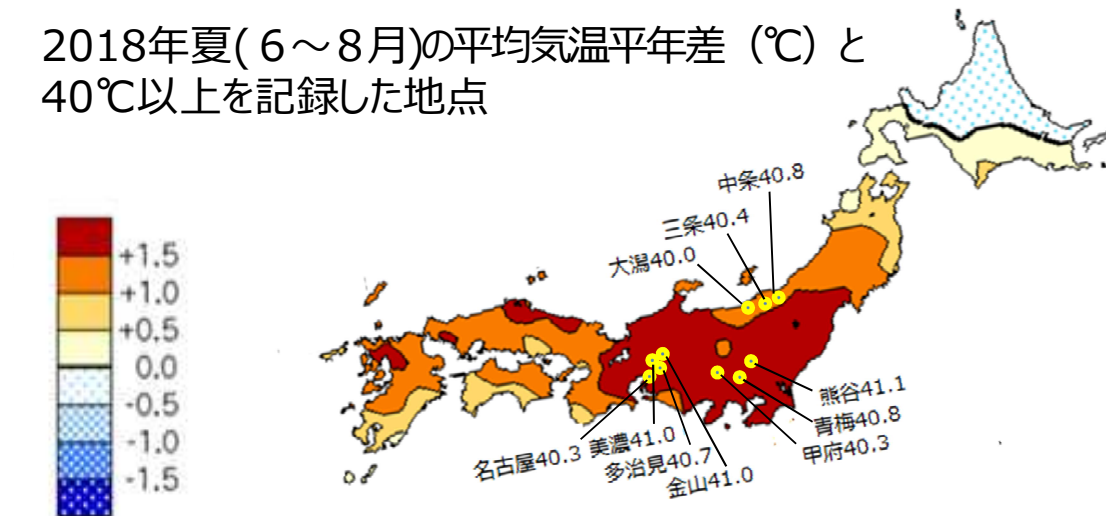 2018年夏(６～８月)の平均気温平年差（℃）と
40℃以上を記録した地点
中条40.8
三条40.4
大潟40.0
+1.5
+1.0
+0.5
0.0
-0.5
-1.0
-1.5
熊谷41.1
青梅40.8
甲府40.3
名古屋40.3
美濃41.0
多治見40.7
金山41.0